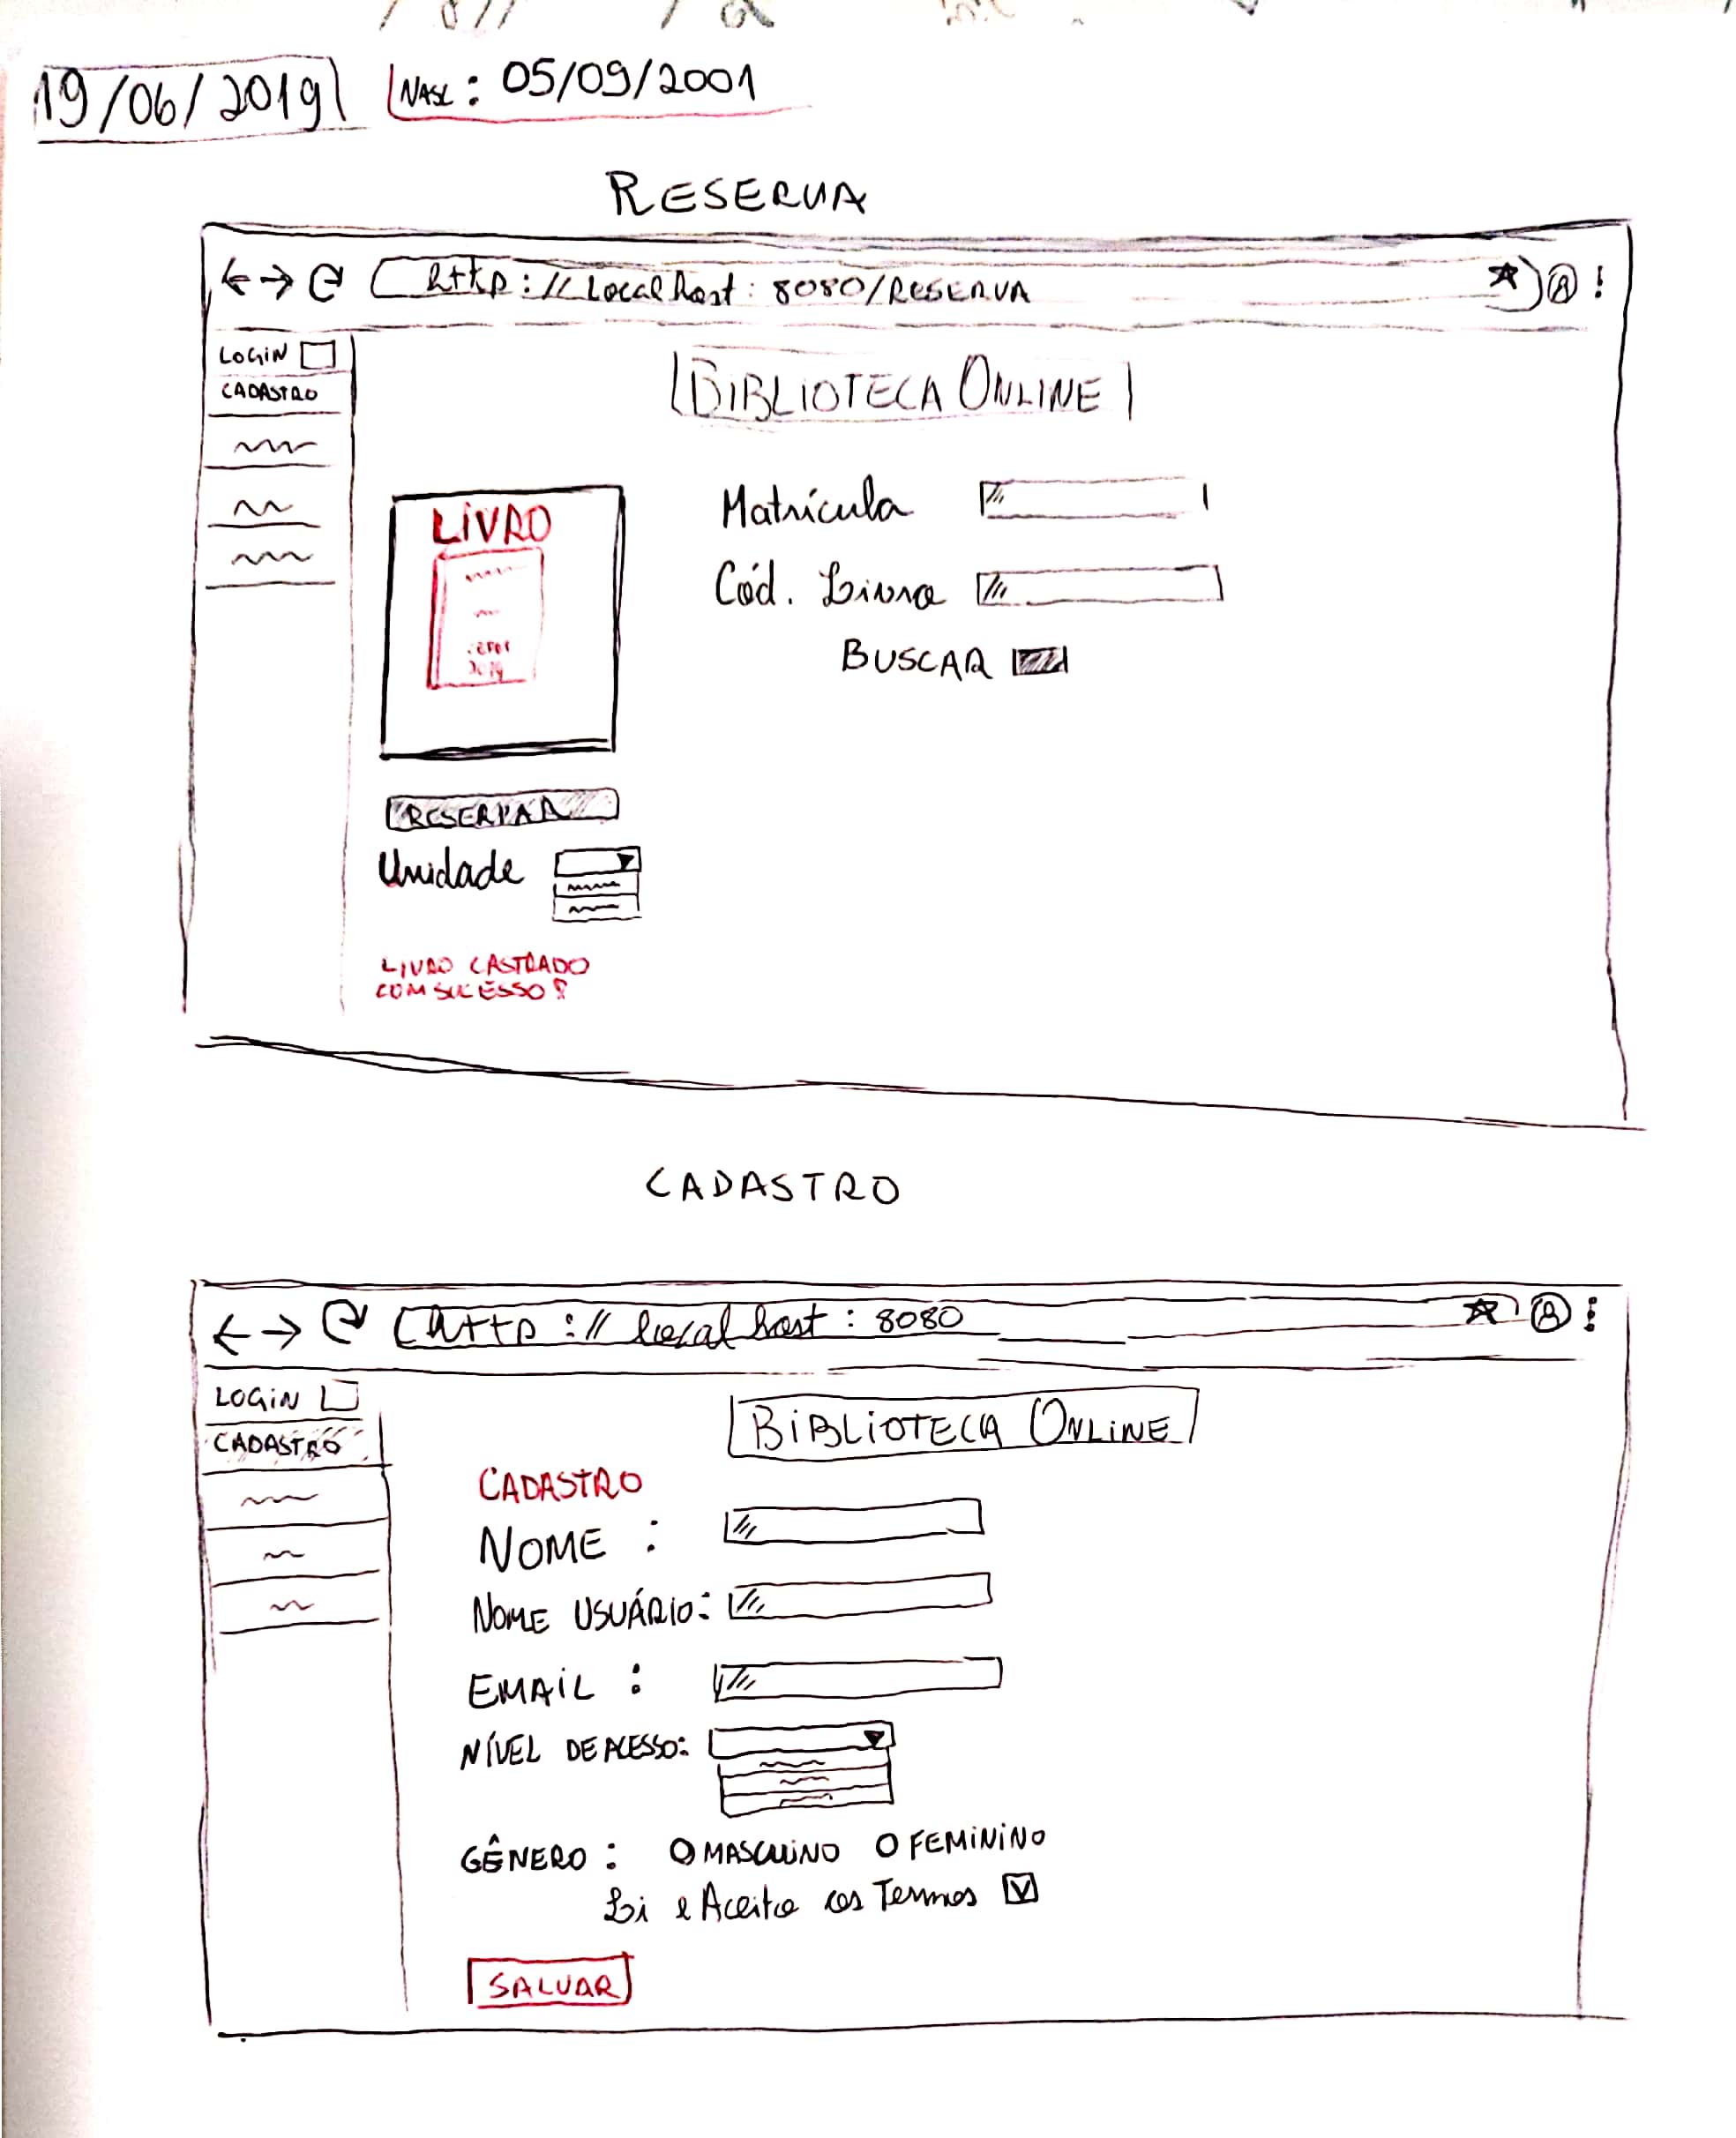 19/06/2019 NASC: 05/09/2001
RESERVA
http://localhost:8080/RESERVA
LOGIN
CADASTRO
BIBLIOTECA ONLINE
LIVRO
2019
Matrícula
Cód. Livro
BUSCAR
RESERVAR
Unidade
LIVRO CASTRADO
COM SUCESSO!
CADASTRO
http://localhost:8080
LOGIN
CADASTRO
BIBLIOTECA ONLINE
CADASTRO
NOME :
NOME USUÁRIO:
EMAIL :
NÍVEL DE ACESSO:
GÊNERO : O MASCULINO O FEMININO
Li e Aceito os Termos
SALVAR